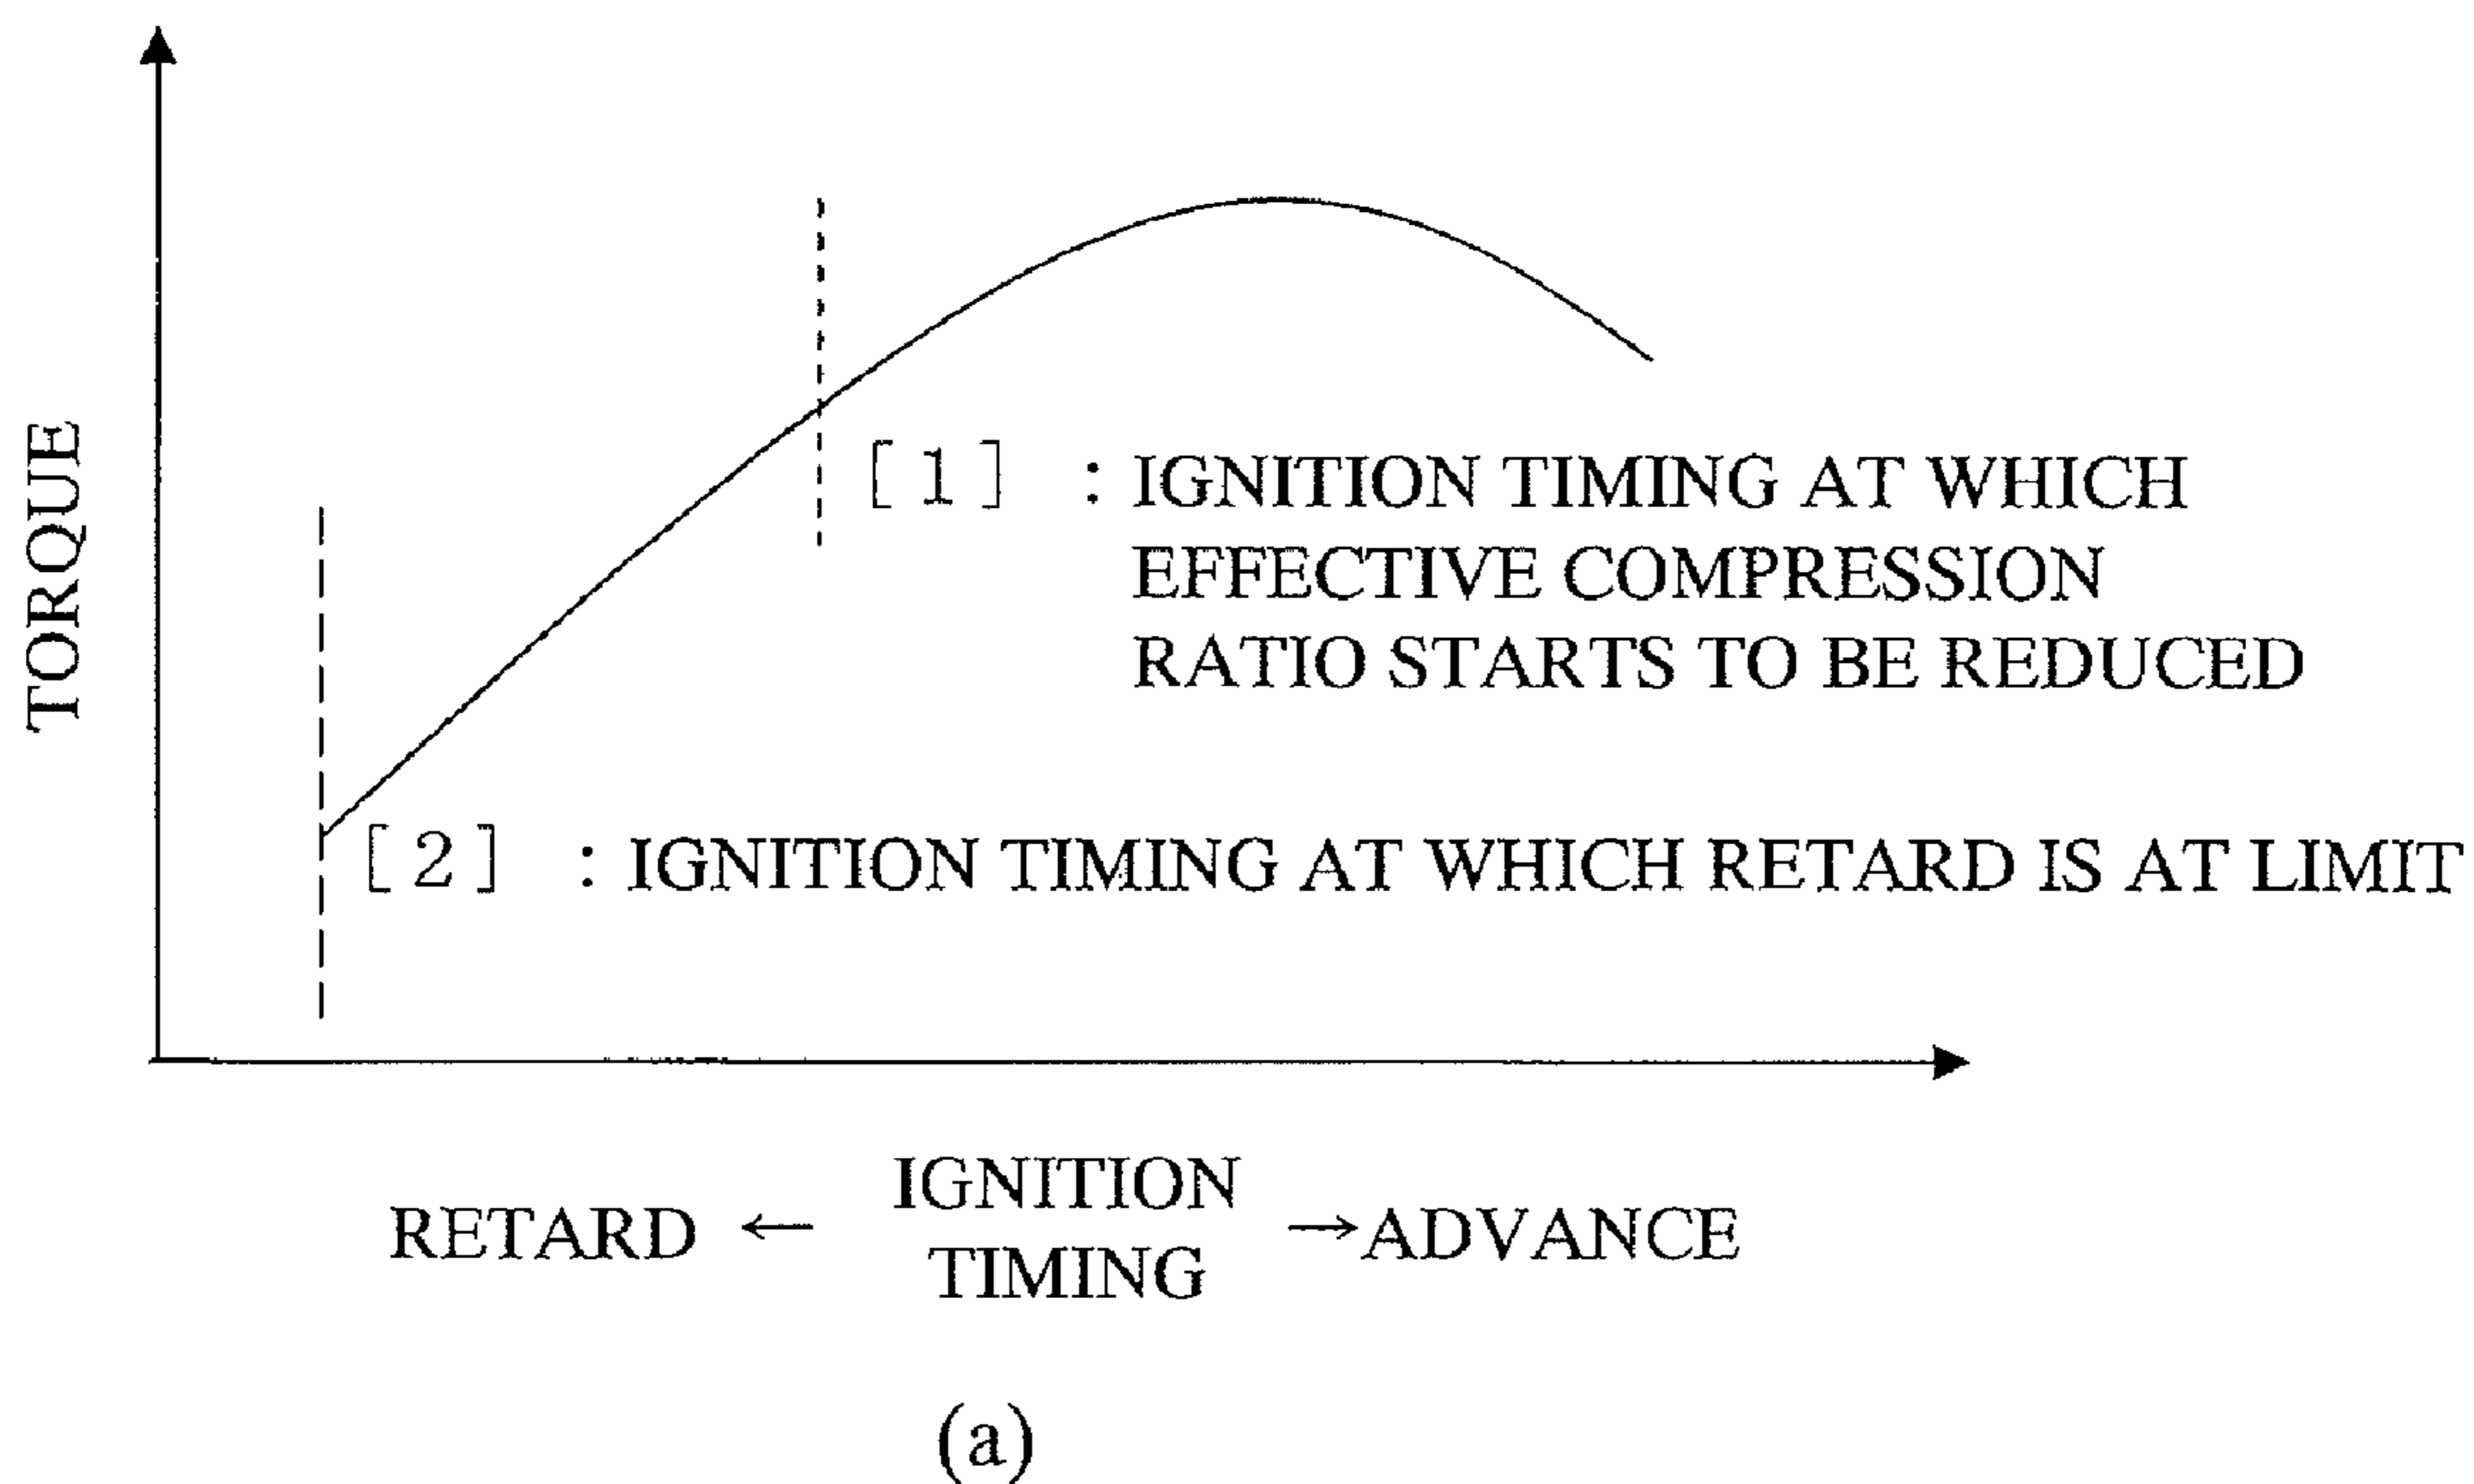 TORQUE
[1] : IGNITION TIMING AT WHICH
EFFECTIVE COMPRESSION
RATIO STARTS TO BE REDUCED
[2] : IGNITION TIMING AT WHICH RETARD IS AT LIMIT
RETARD ← IGNITION TIMING → ADVANCE
(a)